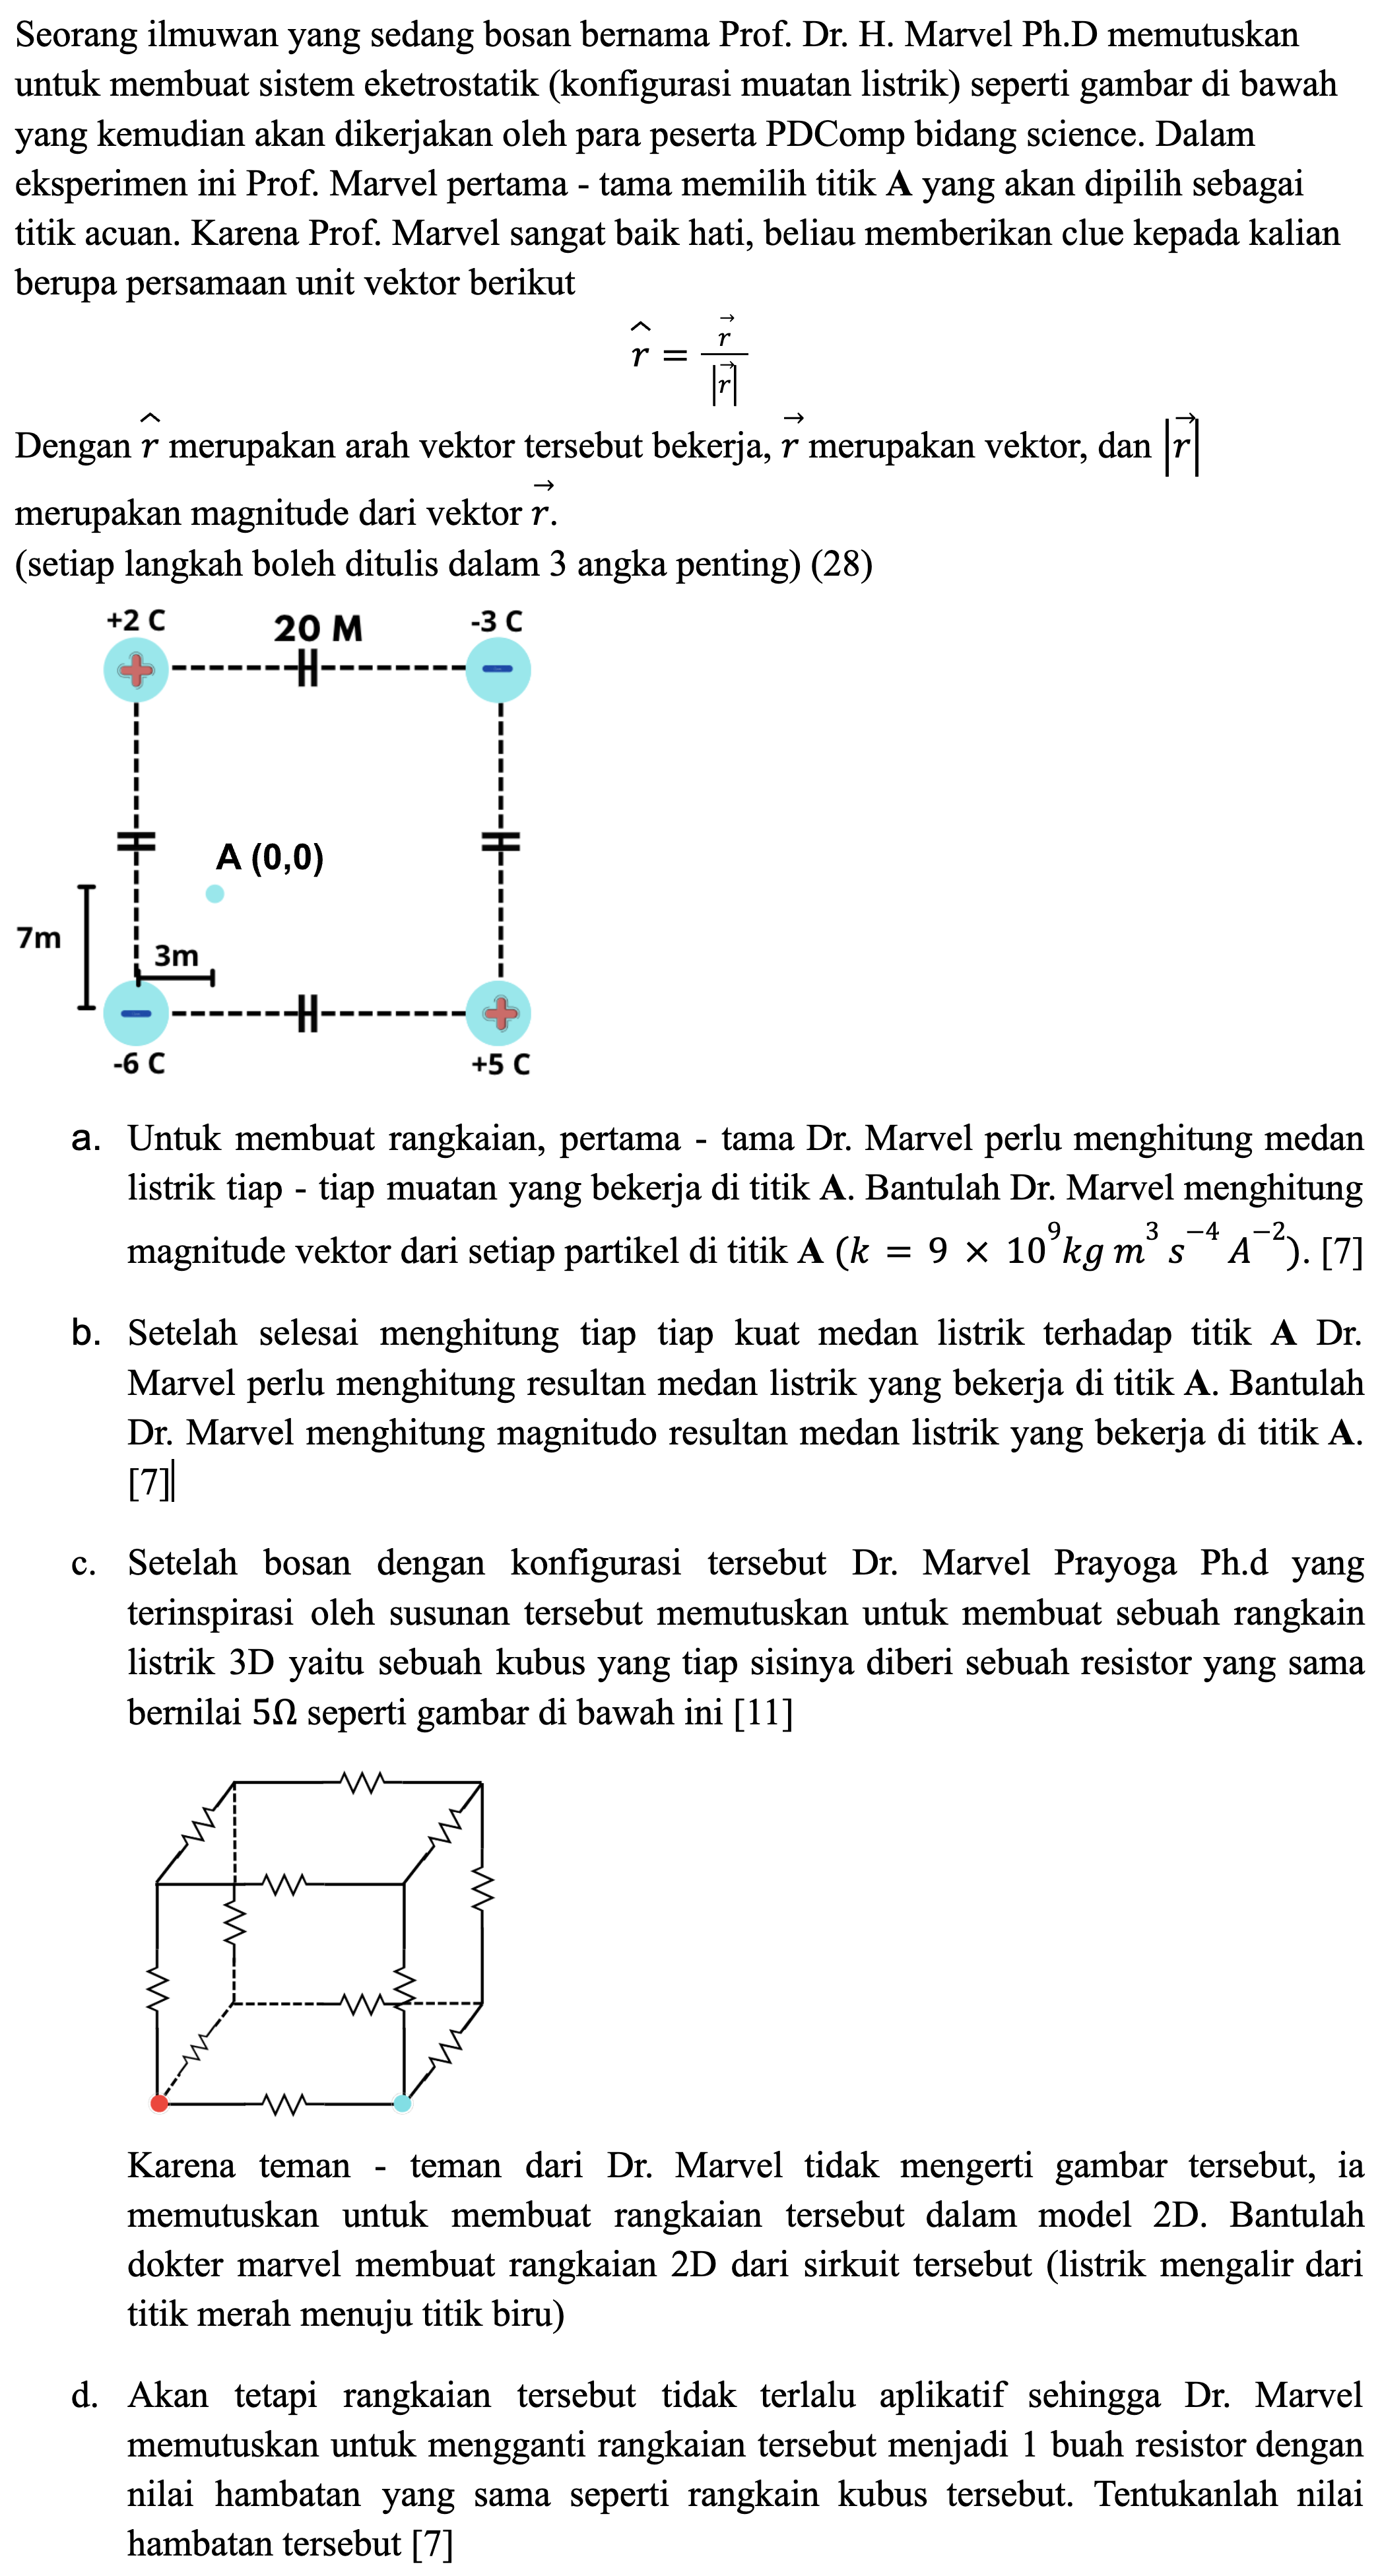 Seorang ilmuwan yang sedang bosan bernama Prof. Dr. H. Marvel Ph.D memutuskan
untuk membuat sistem eketrostatik (konfigurasi muatan listrik) seperti gambar di bawah
yang kemudian akan dikerjakan oleh para peserta PDComp bidang science. Dalam
eksperimen ini Prof. Marvel pertama - tama memilih titik A yang akan dipilih sebagai
titik acuan. Karena Prof. Marvel sangat baik hati, beliau memberikan clue kepada kalian
berupa persamaan unit vektor berikut
$\hat{r} = \frac{\vec{r}}{|\vec{r}|}$
Dengan $\hat{r}$ merupakan arah vektor tersebut bekerja, $\vec{r}$ merupakan vektor, dan $|\vec{r}|$
merupakan magnitude dari vektor $\vec{r}$.
(setiap langkah boleh ditulis dalam 3 angka penting) (28)
+2 C 20 M -3 C
A (0,0)
7m
3m
-6 C +5 C
a. Untuk membuat rangkaian, pertama - tama Dr. Marvel perlu menghitung medan
listrik tiap - tiap muatan yang bekerja di titik A. Bantulah Dr. Marvel menghitung
magnitude vektor dari setiap partikel di titik A $(k = 9 × 10^{9} kg m^{3} s^{-4} A^{-2})$. [7]
b. Setelah selesai menghitung tiap tiap kuat medan listrik terhadap titik A Dr.
Marvel perlu menghitung resultan medan listrik yang bekerja di titik A. Bantulah
Dr. Marvel menghitung magnitudo resultan medan listrik yang bekerja di titik A.
[7]
c. Setelah bosan dengan konfigurasi tersebut Dr. Marvel Prayoga Ph.d yang
terinspirasi oleh susunan tersebut memutuskan untuk membuat sebuah rangkain
listrik 3D yaitu sebuah kubus yang tiap sisinya diberi sebuah resistor yang sama
bernilai 5Ω seperti gambar di bawah ini [11]
Karena teman - teman dari Dr. Marvel tidak mengerti gambar tersebut, ia
memutuskan untuk membuat rangkaian tersebut dalam model 2D. Bantulah
dokter marvel membuat rangkaian 2D dari sirkuit tersebut (listrik mengalir dari
titik merah menuju titik biru)
d. Akan tetapi rangkaian tersebut tidak terlalu aplikatif sehingga Dr. Marvel
memutuskan untuk mengganti rangkaian tersebut menjadi 1 buah resistor dengan
nilai hambatan yang sama seperti rangkain kubus tersebut. Tentukanlah nilai
hambatan tersebut [7]